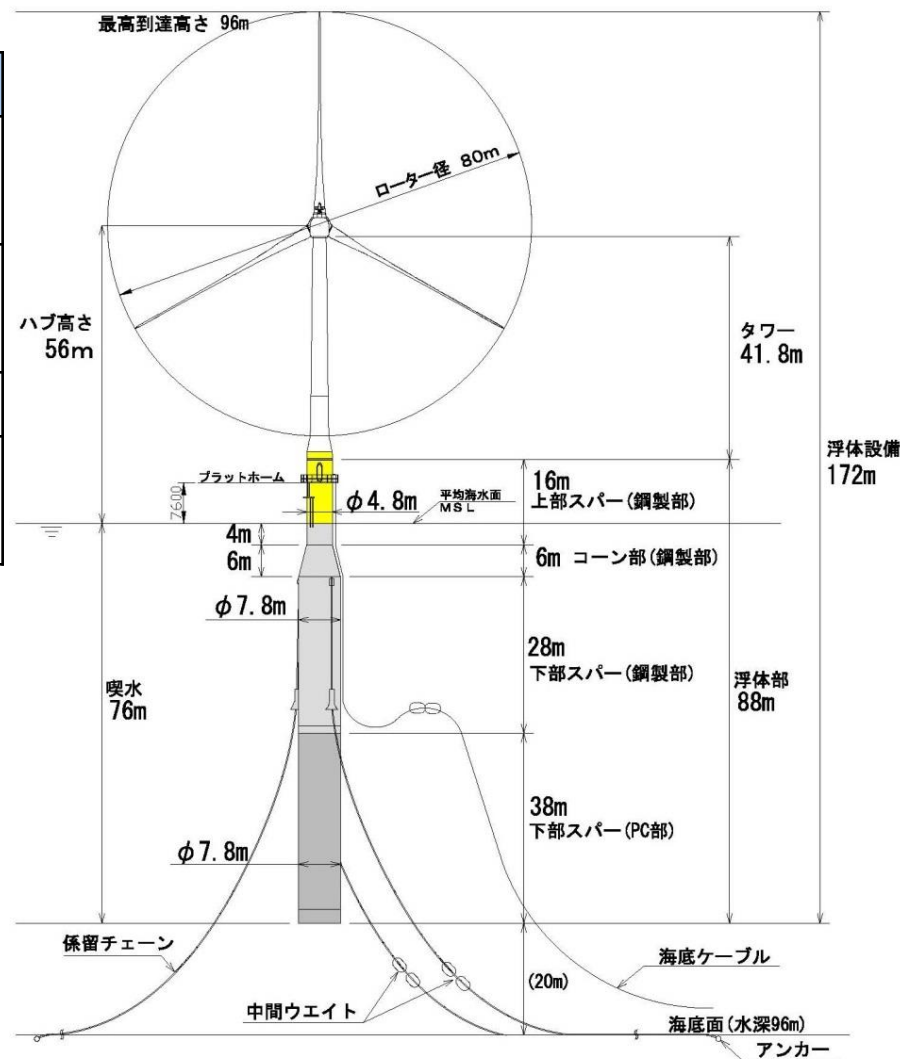 最高到達高さ 96m
ローター径 80m
ハブ高さ
56m
タワー
41.8m
浮体設備
172m
プラットホーム
7600
φ4.8m
平均海水面
MSL
16m
上部スパー(鋼製部)
4m
6m
6m コーン部(鋼製部)
φ7.8m
28m
下部スパー(鋼製部)
喫水
76m
浮体部
88m
38m
下部スパー(PC部)
φ7.8m
係留チェーン
中間ウエイト
(20m)
海底ケーブル
海底面(水深96m)
アンカー